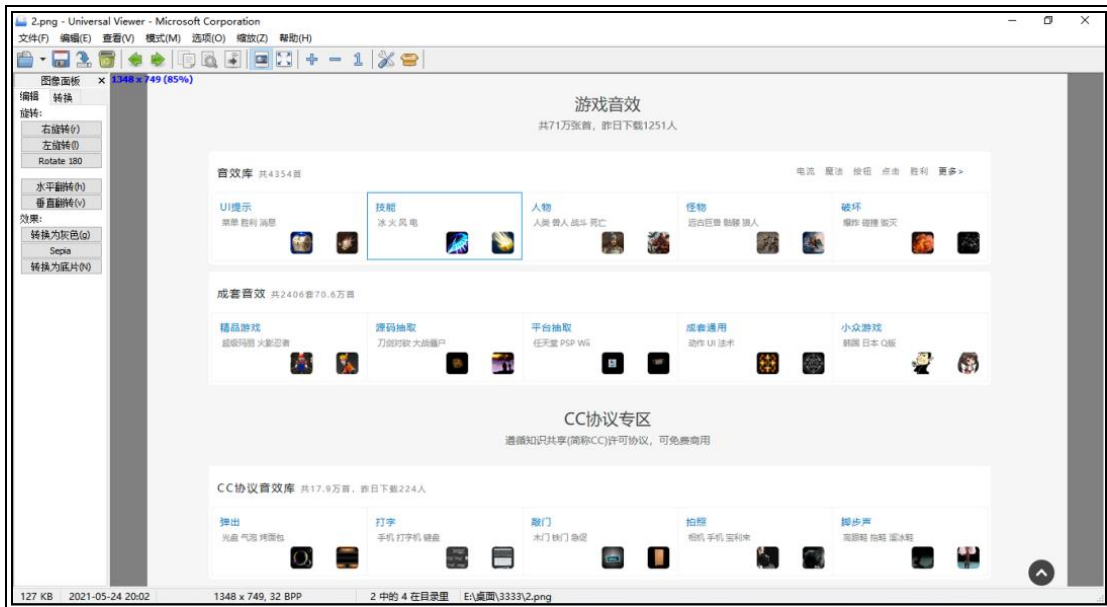 2.png - Universal Viewer - Microsoft Corporation
文件(F) 编辑(E) 查看(V) 模式(M) 选项(O) 缩放(Z) 帮助(H)
图像面板
1348 x 749 (85%)
编辑 转换
旋转:
右旋转(r)
左旋转(l)
Rotate 180
水平翻转(h)
垂直翻转(v)
效果:
转换为灰色(g)
Sepia
转换为底片(N)
游戏音效
共71万张首，昨日下载1251人
音效库 共4354首
电流 魔法 按钮 点击 胜利 更多>
UI提示
菜单 胜利 消息
技能
冰 火 风 电
人物
人类 兽人 战斗 死亡
怪物
远古巨兽 骷髅 狼人
破坏
爆炸 碰撞 毁灭
成套音效 共2406套70.6万首
精品游戏
超级玛丽 火影忍者
源码抽取
刀剑对砍 大战僵尸
平台抽取
任天堂 PSP Wii
成套通用
动作 UI 法术
小众游戏
韩国 日本 Q版
CC协议专区
遵循知识共享(简称CC)许可协议，可免费商用
CC协议音效库 共17.9万首，昨日下载224人
弹出
光盘 气泡 烤面包
打字
手机 打字机 键盘
敲门
木门 铁门 急促
拍照
相机 手机 宝利来
脚步声
高跟鞋 拖鞋 溜冰鞋
127 KB 2021-05-24 20:02 1348 x 749, 32 BPP 2 中的 4 在目录里 E:\桌面\3333\2.png